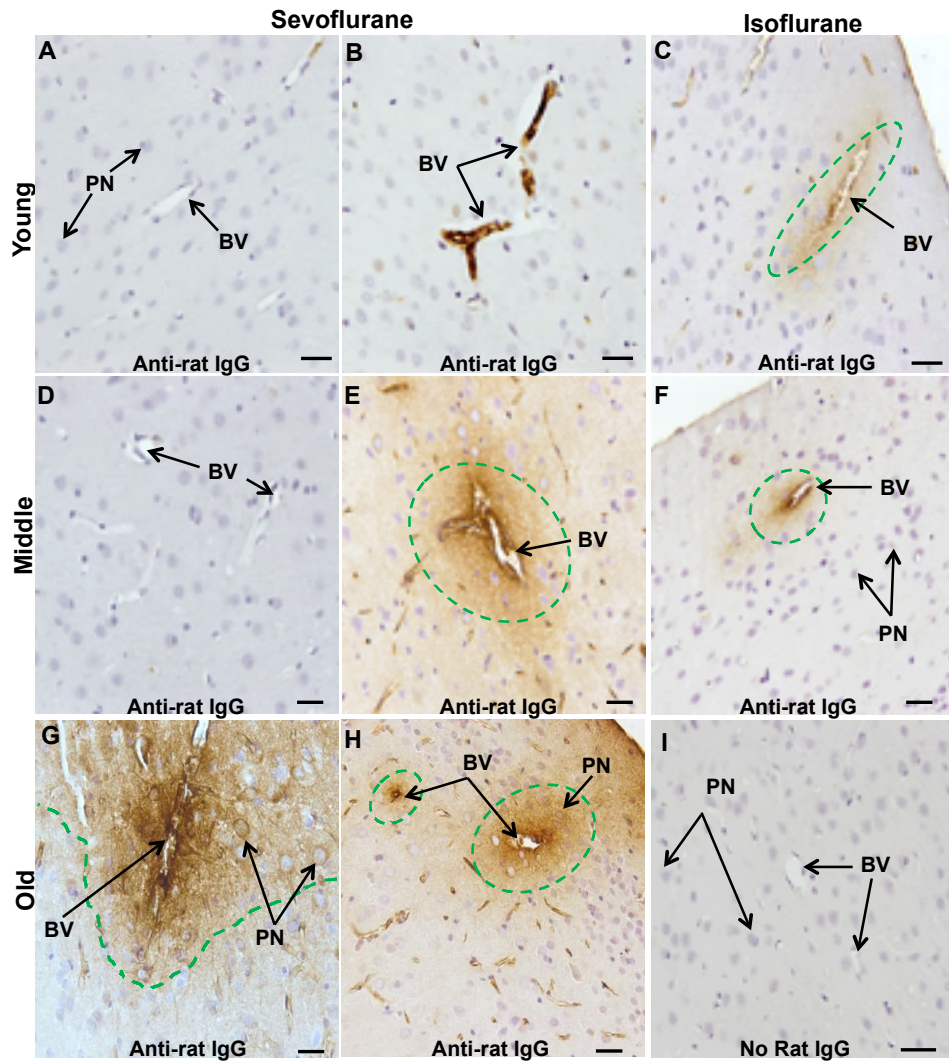 Sevoflurane
Isoflurane
Young
A
PN
BV
Anti-rat IgG
B
BV
Anti-rat IgG
C
BV
Anti-rat IgG
Middle
D
BV
Anti-rat IgG
E
BV
Anti-rat IgG
F
BV
PN
Anti-rat IgG
Old
G
BV
PN
Anti-rat IgG
H
BV
PN
Anti-rat IgG
I
PN
BV
No Rat IgG